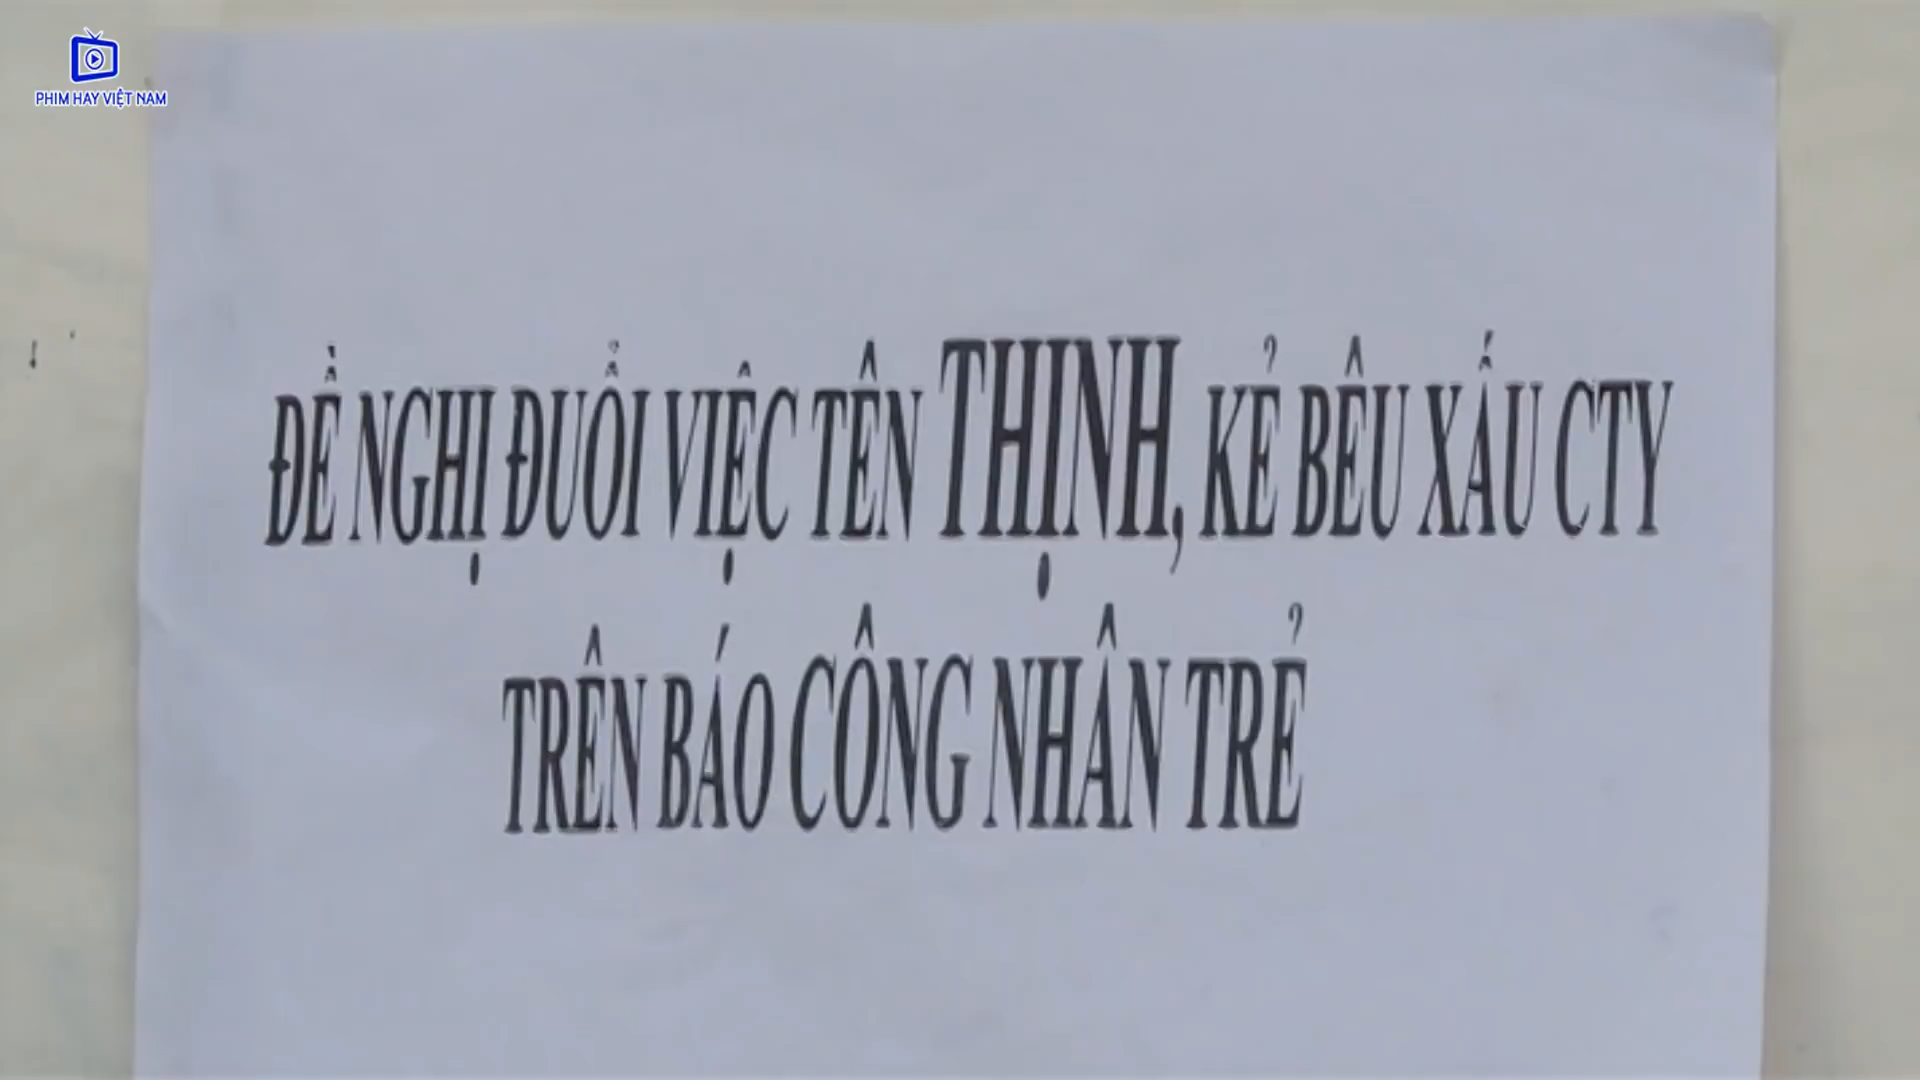 PHIM HAY VIỆT NAM
ĐỀ NGHỊ ĐUỔI VIỆC TÊN THỊNH, KẺ BÊU XẤU CTY
TRÊN BÁO CÔNG NHÂN TRẺ